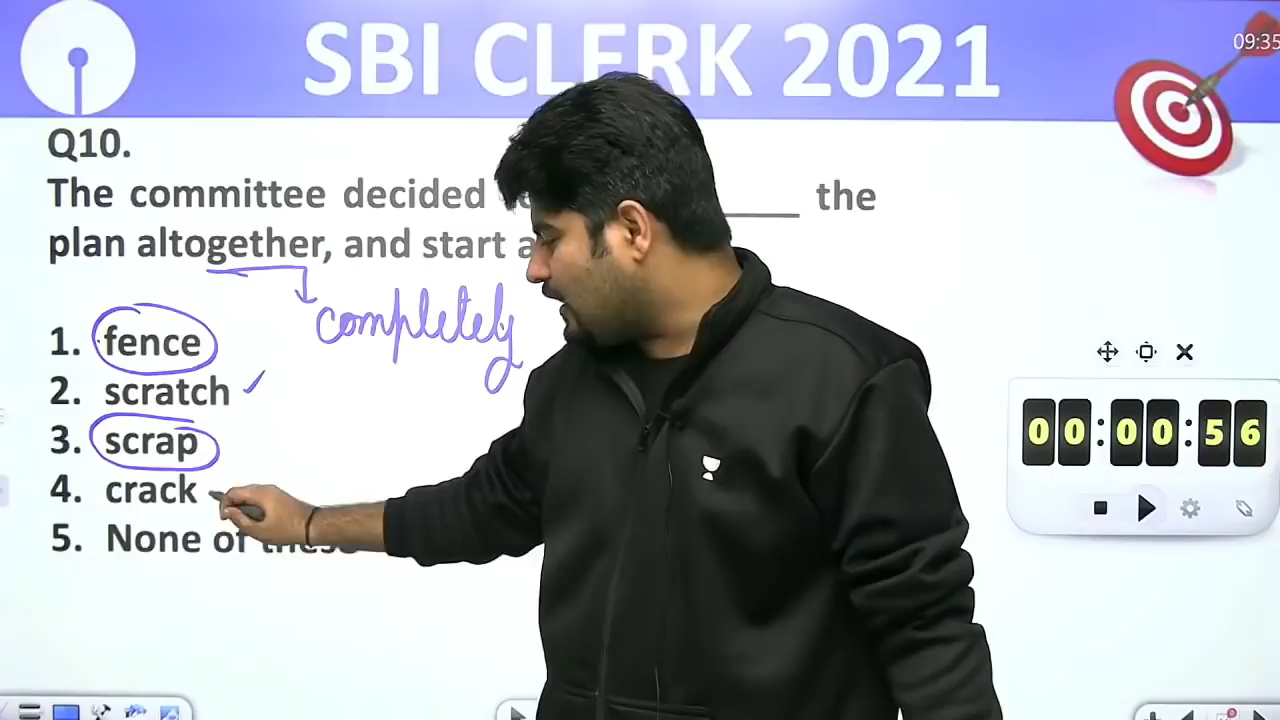 SBI CLERK 2021
09:35
Q10.
The committee decided the
plan altogether, and start
completely
1. fence
2. scratch
3. scrap
4. crack
5. None of these
00:00:56